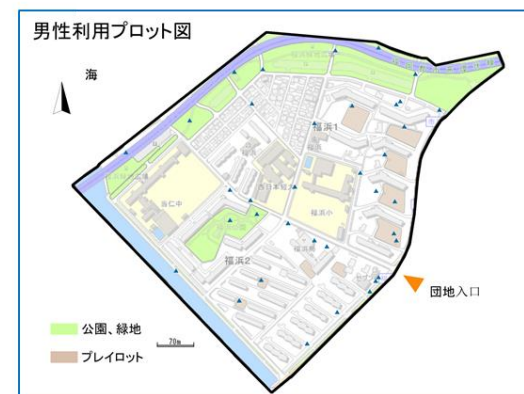 男性利用プロット図
海
福浜1
当仁中
西日本短大
福浜小
福浜2
団地入口
公園、緑地
プレイロット
70m